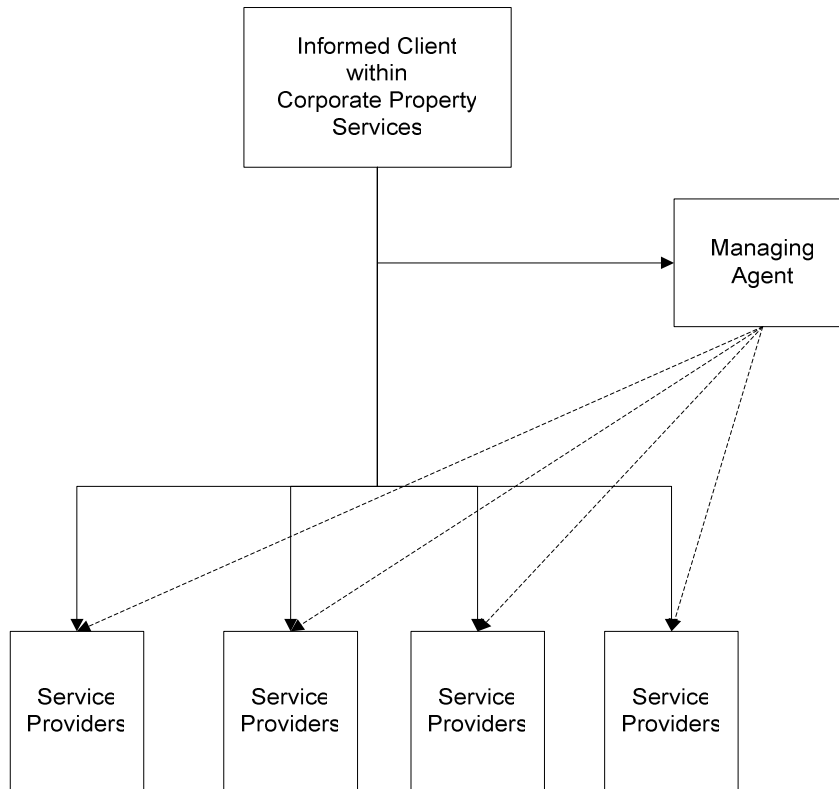 Informed Client
within
Corporate Property
Services
Managing
Agent
Service
Providers
Service
Providers
Service
Providers
Service
Providers